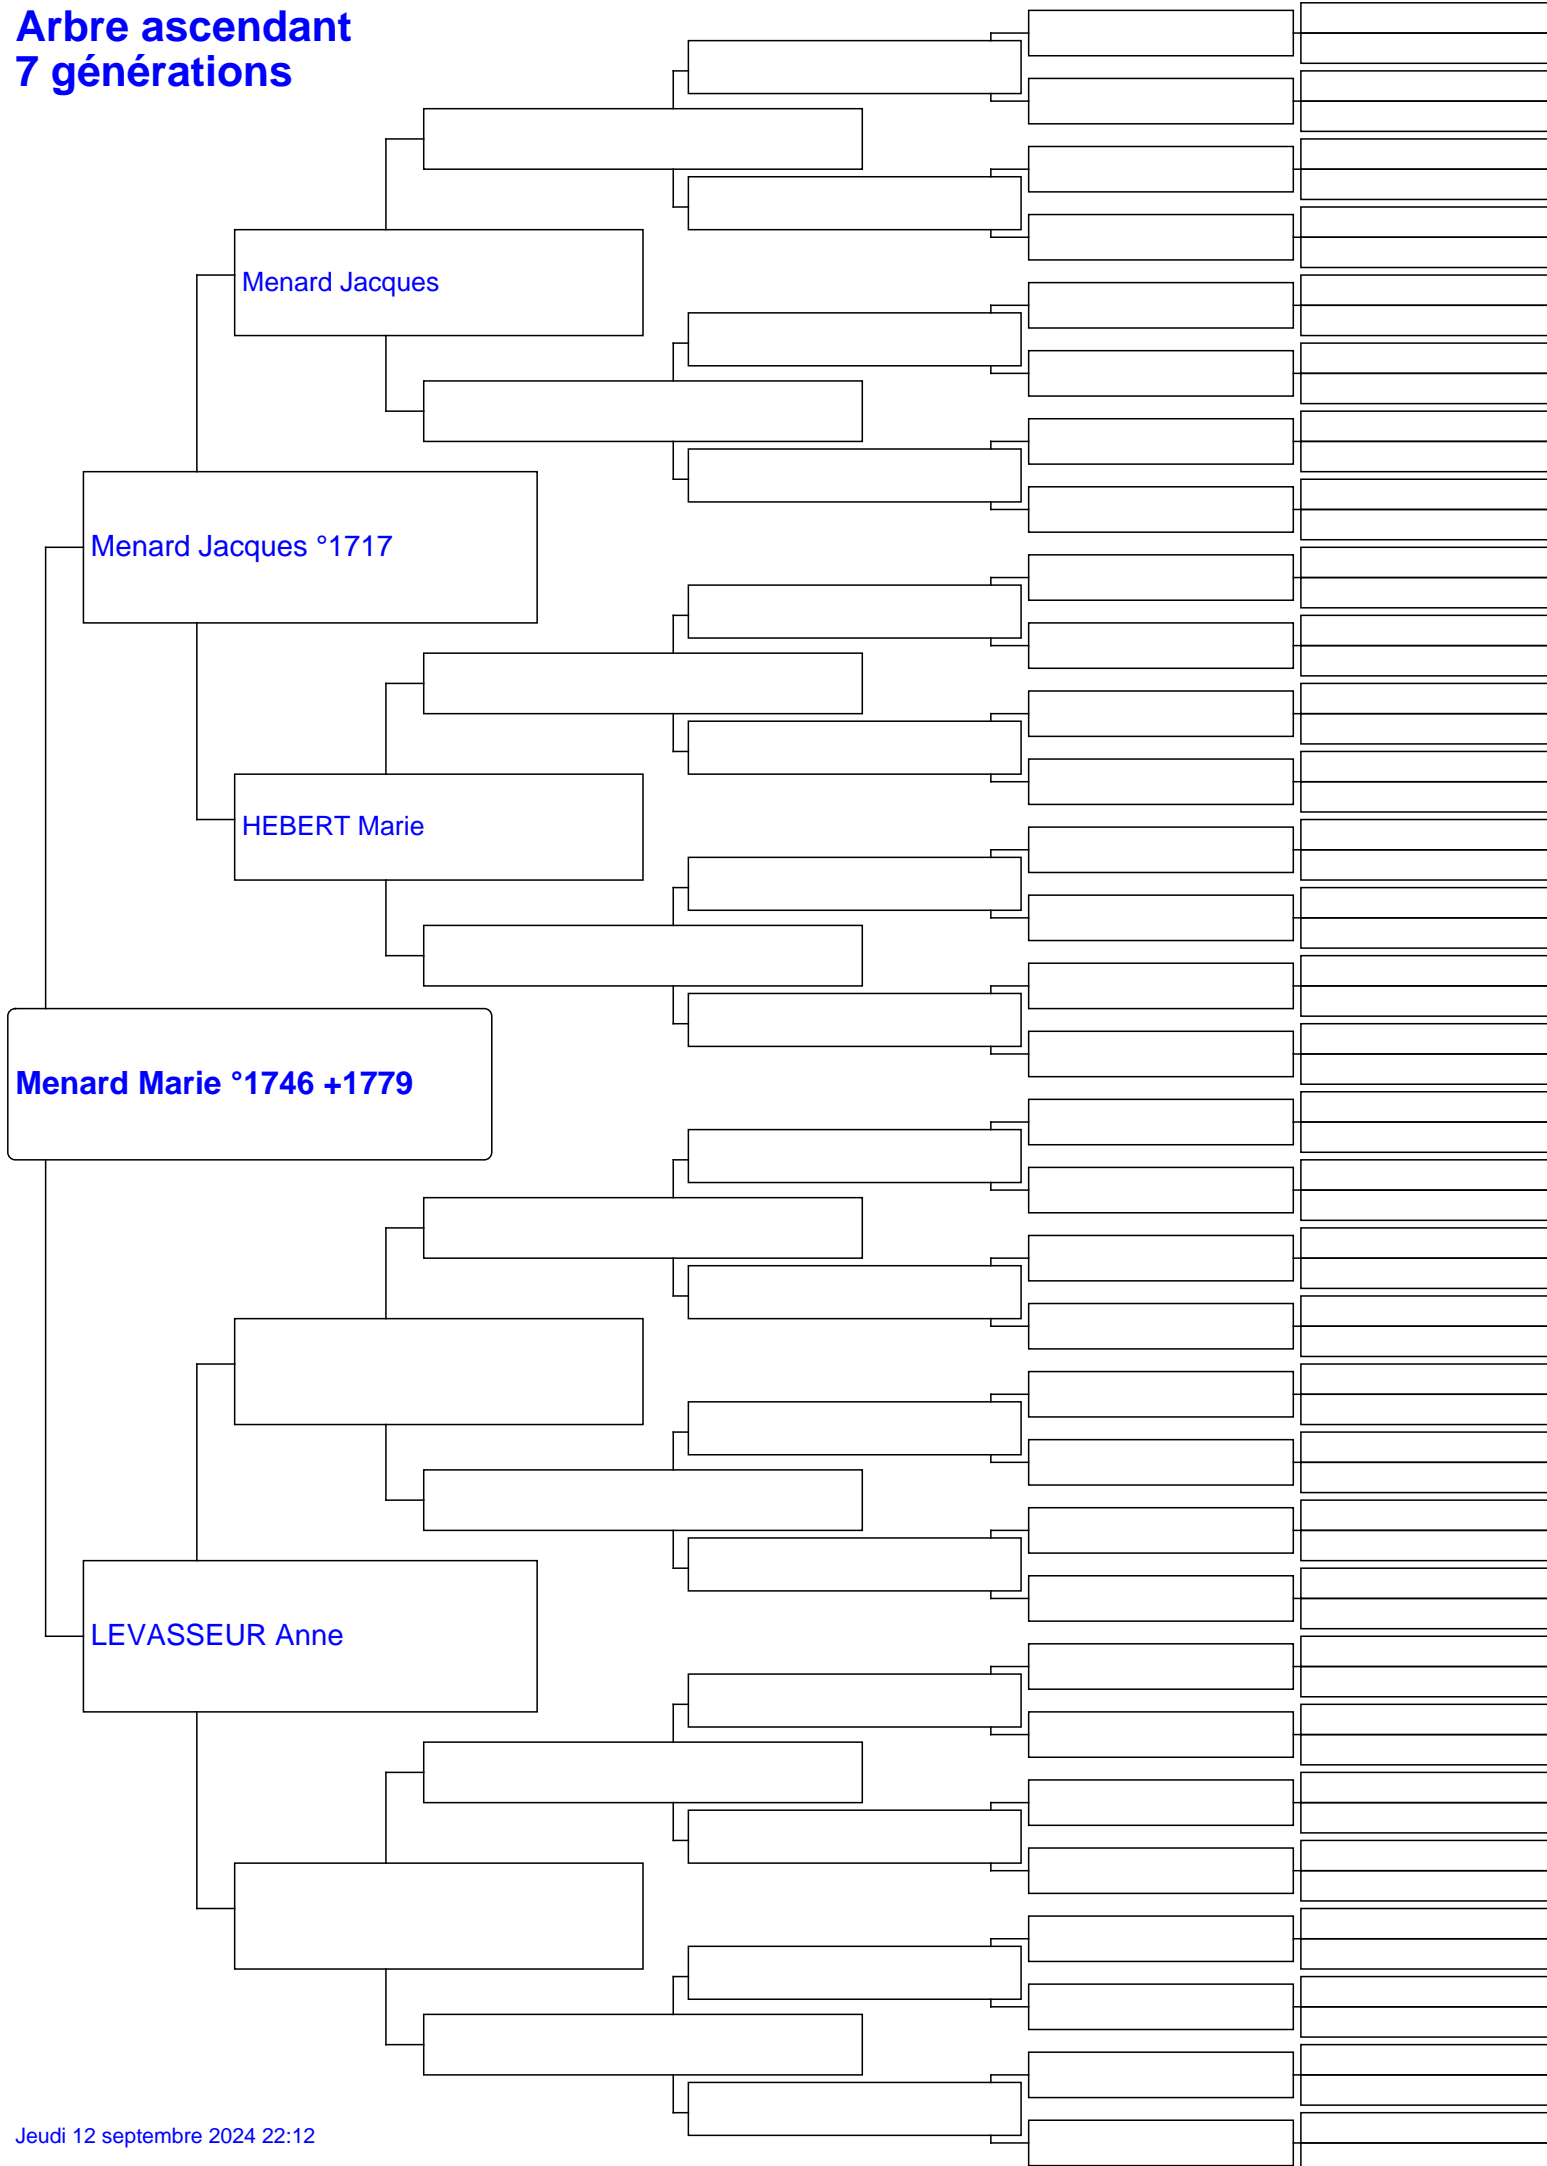 Arbre ascendant
7 générations
Menard Jacques
Menard Jacques °1717
HEBERT Marie
Menard Marie °1746 +1779
LEVASSEUR Anne
Jeudi 12 septembre 2024 22:12